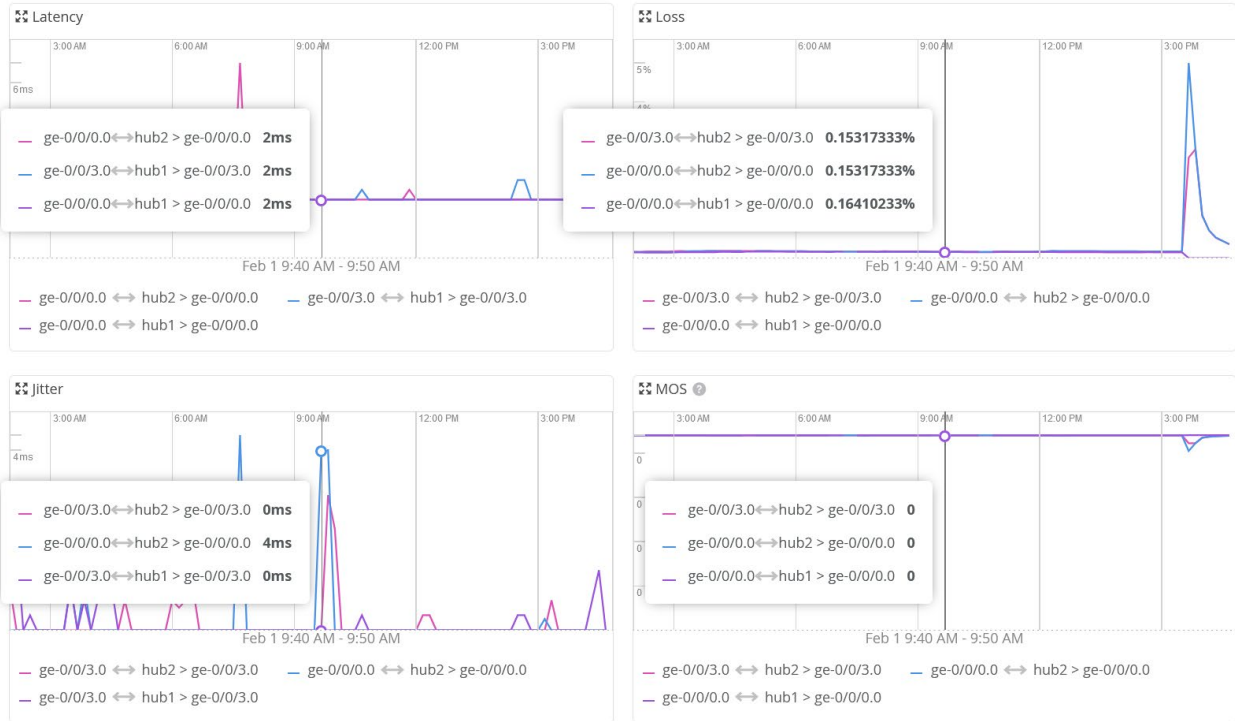 Latency
3:00 AM 6:00 AM 9:00 AM 12:00 PM 3:00 PM
6ms
ge-0/0/0.0 ⟷ hub2 > ge-0/0/0.0 2ms
ge-0/0/3.0 ⟷ hub1 > ge-0/0/3.0 2ms
ge-0/0/0.0 ⟷ hub1 > ge-0/0/0.0 2ms
Feb 1 9:40 AM - 9:50 AM
ge-0/0/0.0 ⟷ hub2 > ge-0/0/0.0 ge-0/0/3.0 ⟷ hub1 > ge-0/0/3.0
ge-0/0/0.0 ⟷ hub1 > ge-0/0/0.0
Loss
3:00 AM 6:00 AM 9:00 AM 12:00 PM 3:00 PM
5%
4%
ge-0/0/3.0 ⟷ hub2 > ge-0/0/3.0 0.15317333%
ge-0/0/0.0 ⟷ hub2 > ge-0/0/0.0 0.15317333%
ge-0/0/0.0 ⟷ hub1 > ge-0/0/0.0 0.16410233%
Feb 1 9:40 AM - 9:50 AM
ge-0/0/3.0 ⟷ hub2 > ge-0/0/3.0 ge-0/0/0.0 ⟷ hub2 > ge-0/0/0.0
ge-0/0/0.0 ⟷ hub1 > ge-0/0/0.0
Jitter
3:00 AM 6:00 AM 9:00 AM 12:00 PM 3:00 PM
4ms
ge-0/0/3.0 ⟷ hub2 > ge-0/0/3.0 0ms
ge-0/0/0.0 ⟷ hub2 > ge-0/0/0.0 4ms
ge-0/0/3.0 ⟷ hub1 > ge-0/0/3.0 0ms
Feb 1 9:40 AM - 9:50 AM
ge-0/0/3.0 ⟷ hub2 > ge-0/0/3.0 ge-0/0/0.0 ⟷ hub2 > ge-0/0/0.0
ge-0/0/3.0 ⟷ hub1 > ge-0/0/3.0
MOS ?
3:00 AM 6:00 AM 9:00 AM 12:00 PM 3:00 PM
0
0
0
0
ge-0/0/3.0 ⟷ hub2 > ge-0/0/3.0 0
ge-0/0/0.0 ⟷ hub2 > ge-0/0/0.0 0
ge-0/0/0.0 ⟷ hub1 > ge-0/0/0.0 0
Feb 1 9:40 AM - 9:50 AM
ge-0/0/3.0 ⟷ hub2 > ge-0/0/3.0 ge-0/0/0.0 ⟷ hub2 > ge-0/0/0.0
ge-0/0/0.0 ⟷ hub1 > ge-0/0/0.0